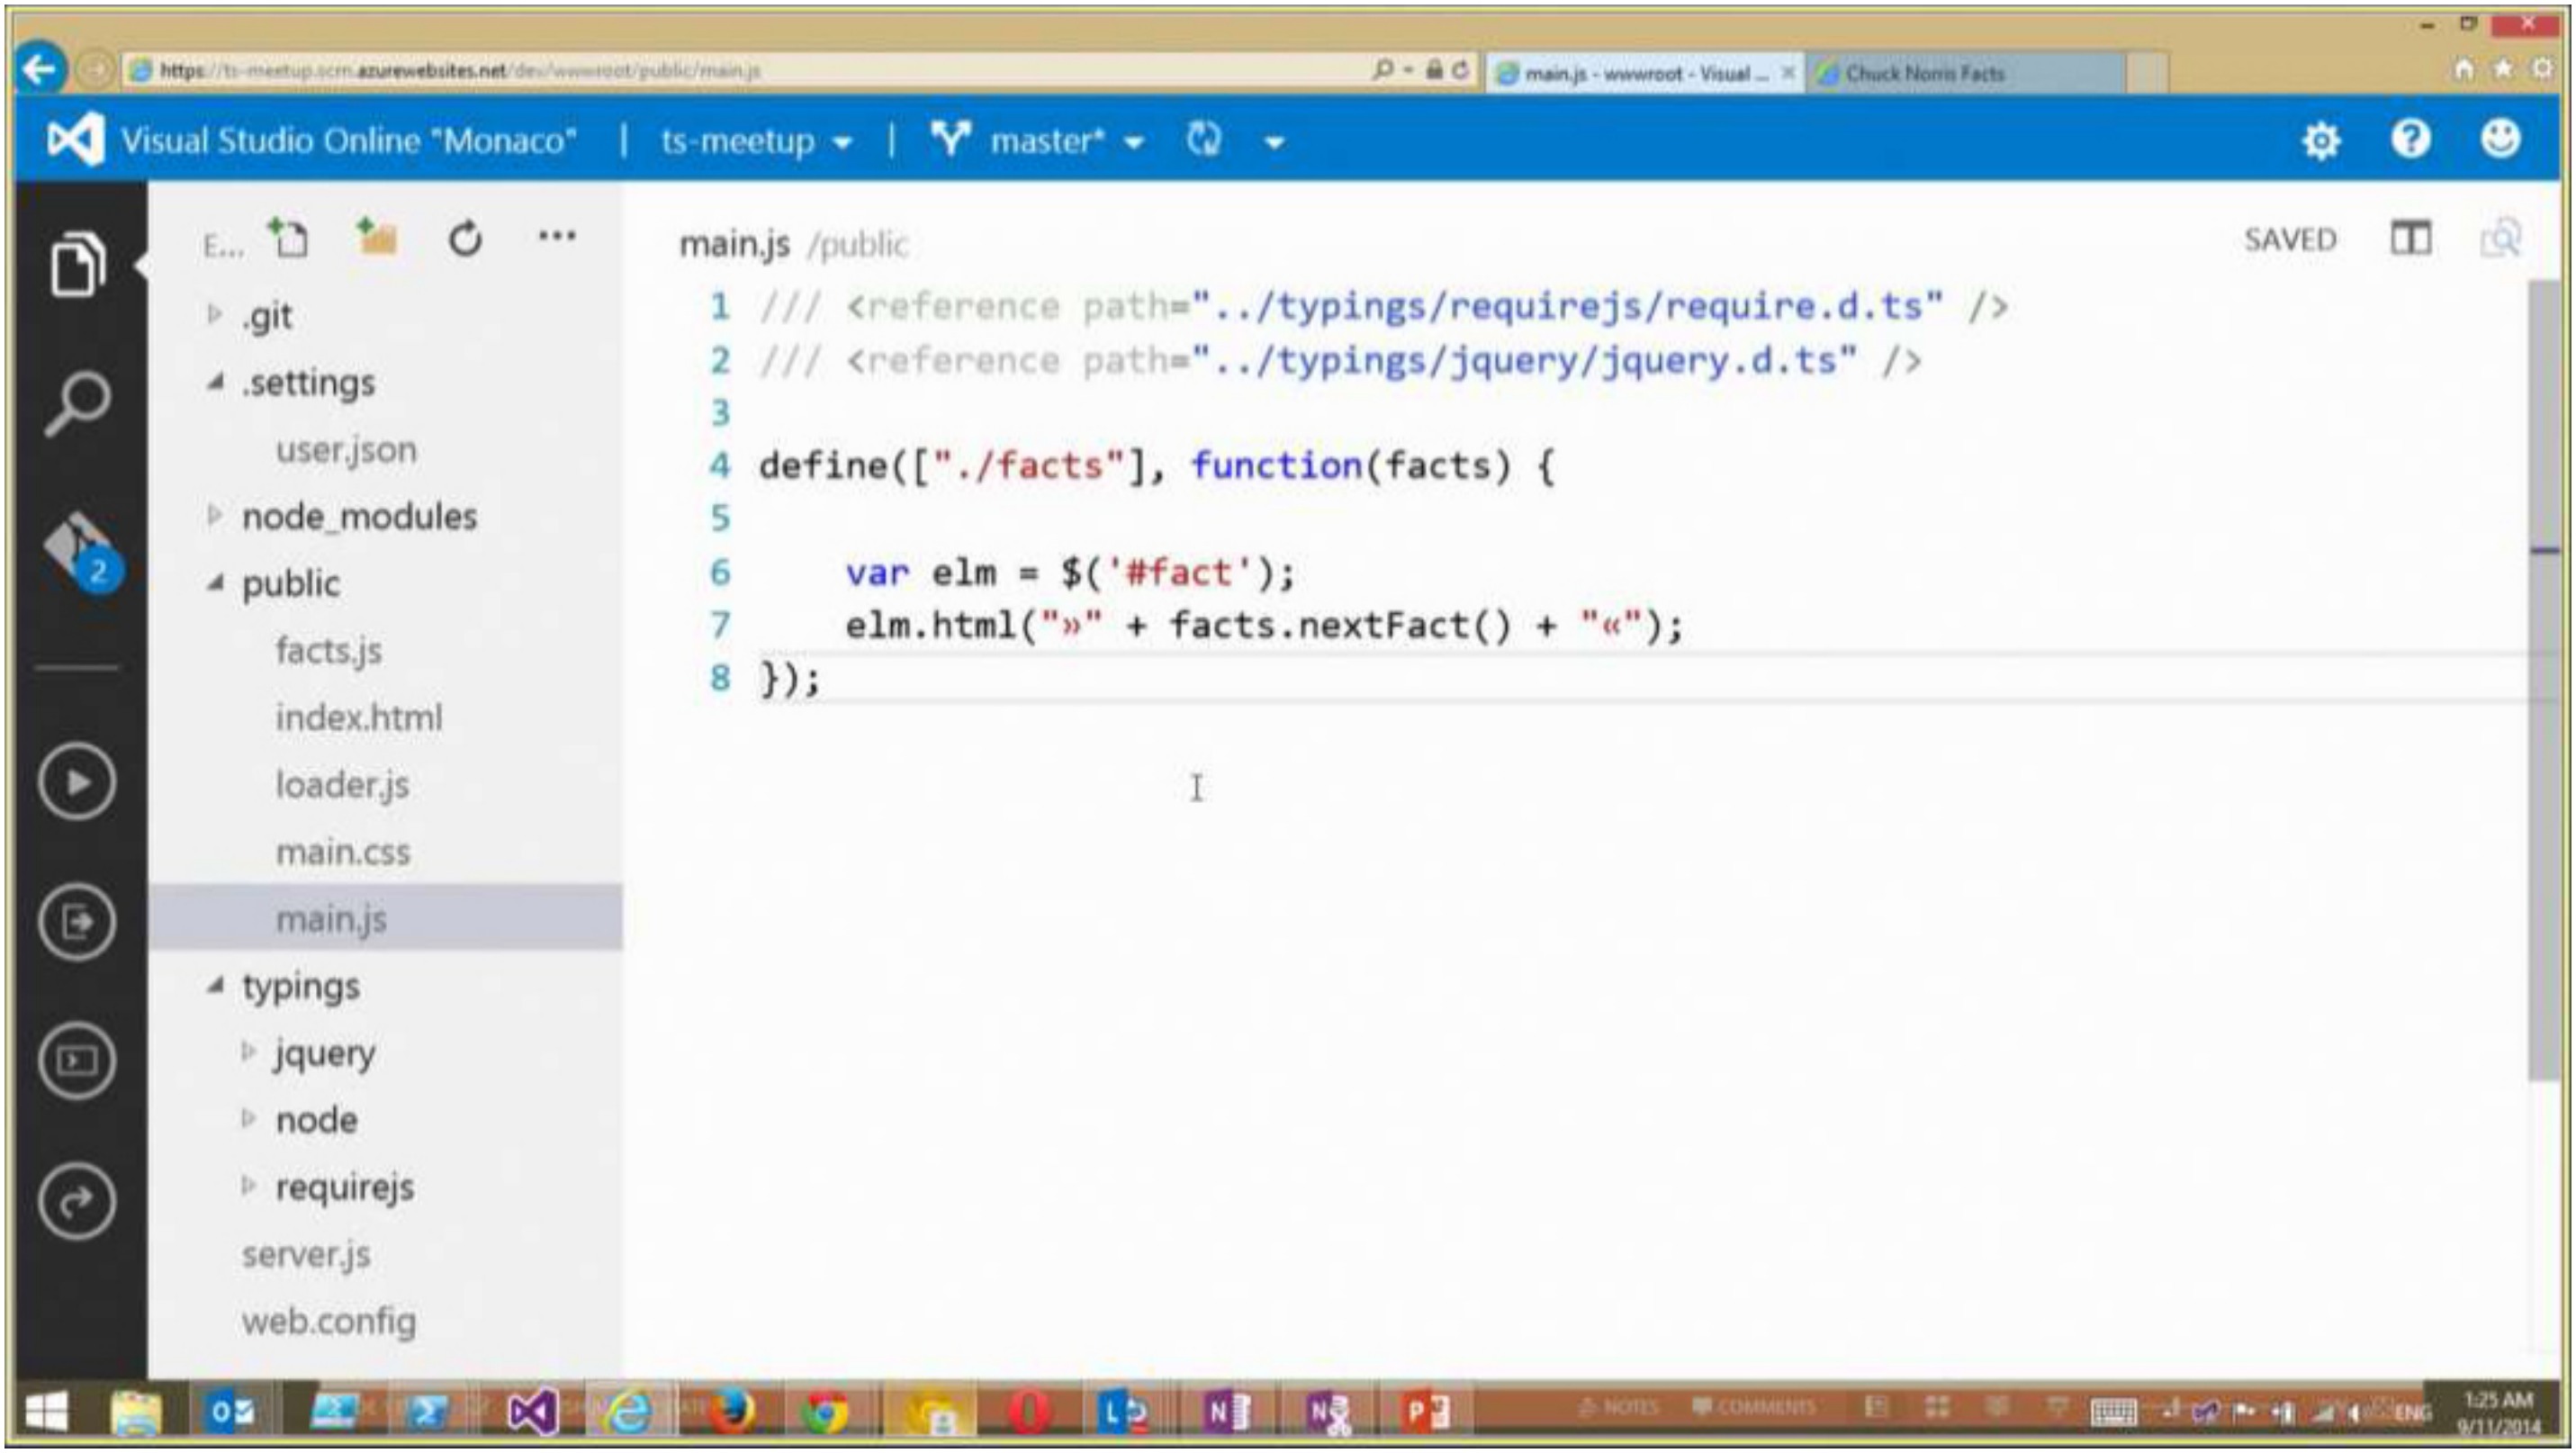 https://ts-meetup.scm.azurewebsites.net/dev/wwwroot/public/main.js
main.js - wwwroot - Visual ...
Chuck Norris Facts
Visual Studio Online "Monaco" | ts-meetup | master*
E...
.git
.settings
user.json
node_modules
public
facts.js
index.html
loader.js
main.css
main.js
typings
jquery
node
requirejs
server.js
web.config
2
main.js /public
SAVED
1 /// <reference path="../typings/requirejs/require.d.ts" />
2 /// <reference path="../typings/jquery/jquery.d.ts" />
3
4 define(["./facts"], function(facts) {
5
6 var elm = $('#fact');
7 elm.html("»" + facts.nextFact() + "«");
8 });
NOTES
COMMENTS
ENG
1:25 AM
9/11/2014